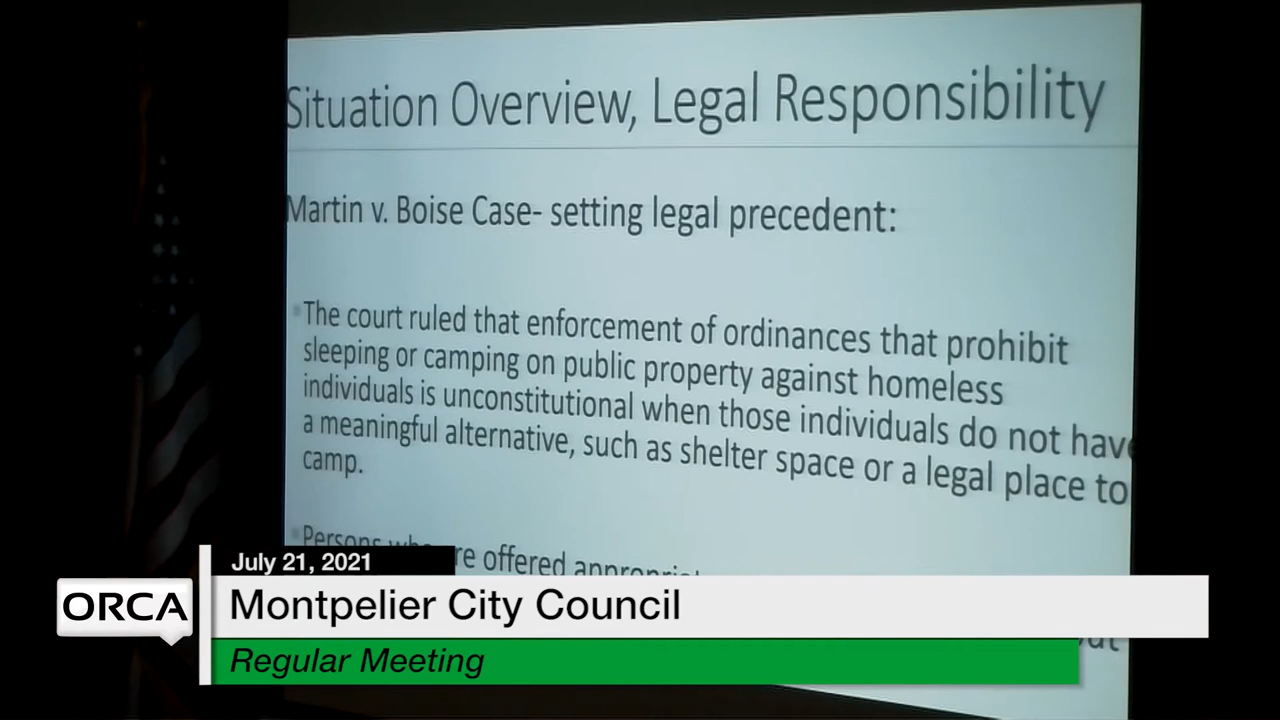 Situation Overview, Legal Responsibility
Martin v. Boise Case- setting legal precedent:
The court ruled that enforcement of ordinances that prohibit
sleeping or camping on public property against homeless
individuals is unconstitutional when those individuals do not have
a meaningful alternative, such as shelter space or a legal place to
camp.
Persons offered
July 21, 2021
ORCA
Montpelier City Council
Regular Meeting